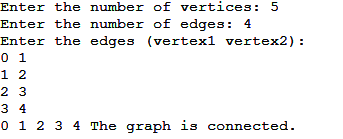 Enter the number of vertices: 5
Enter the number of edges: 4
Enter the edges (vertex1 vertex2):
0 1
1 2
2 3
3 4
0 1 2 3 4 The graph is connected.